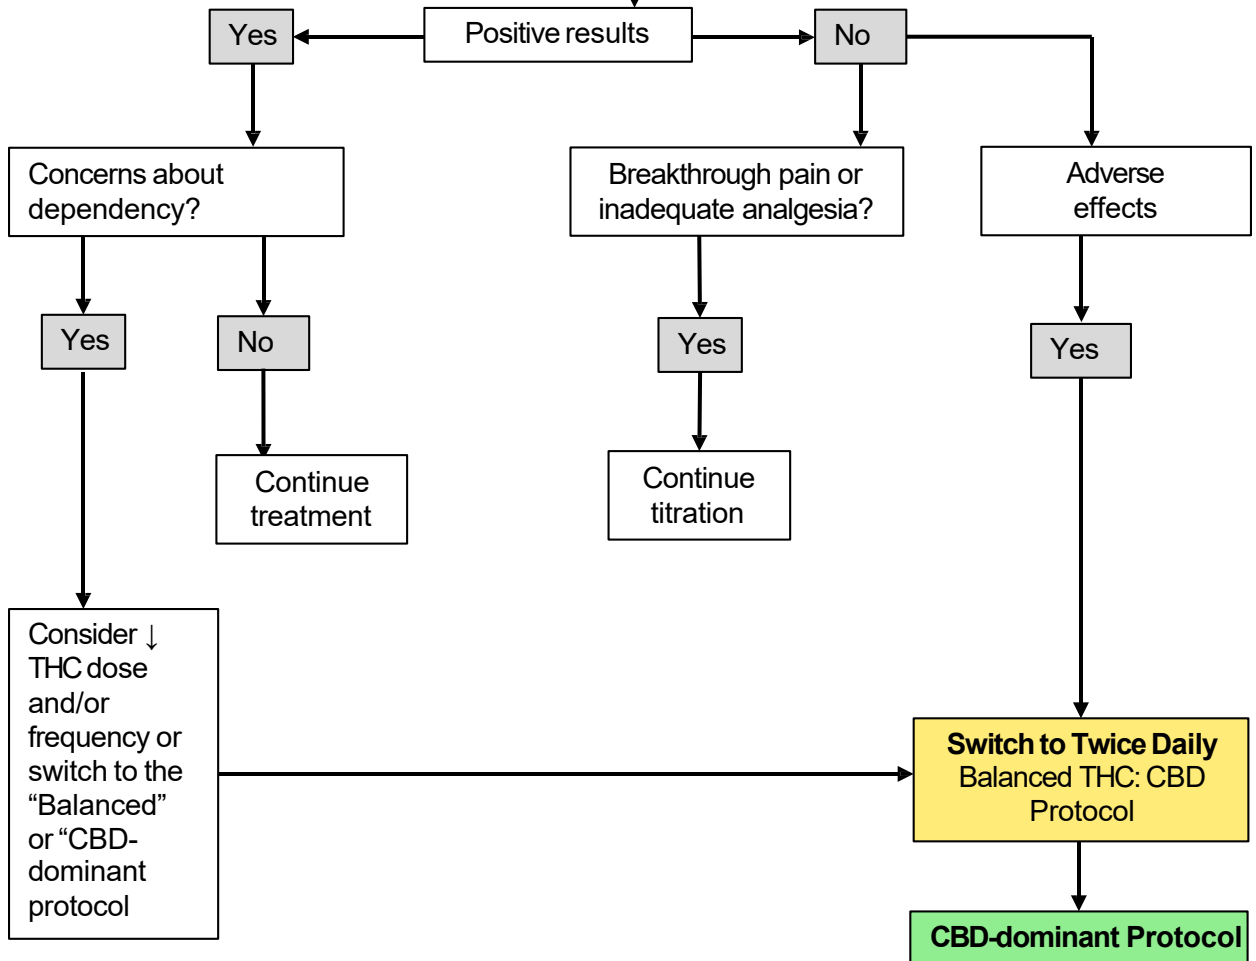 Yes
Positive results
No
Concerns about
dependency?
Breakthrough pain or
inadequate analgesia?
Adverse
effects
Yes
No
Yes
Yes
Continue
treatment
Continue
titration
Consider ↓
THC dose
and/or
frequency or
switch to the
“Balanced”
or “CBD-
dominant
protocol
Switch to Twice Daily
Balanced THC: CBD
Protocol
CBD-dominant Protocol